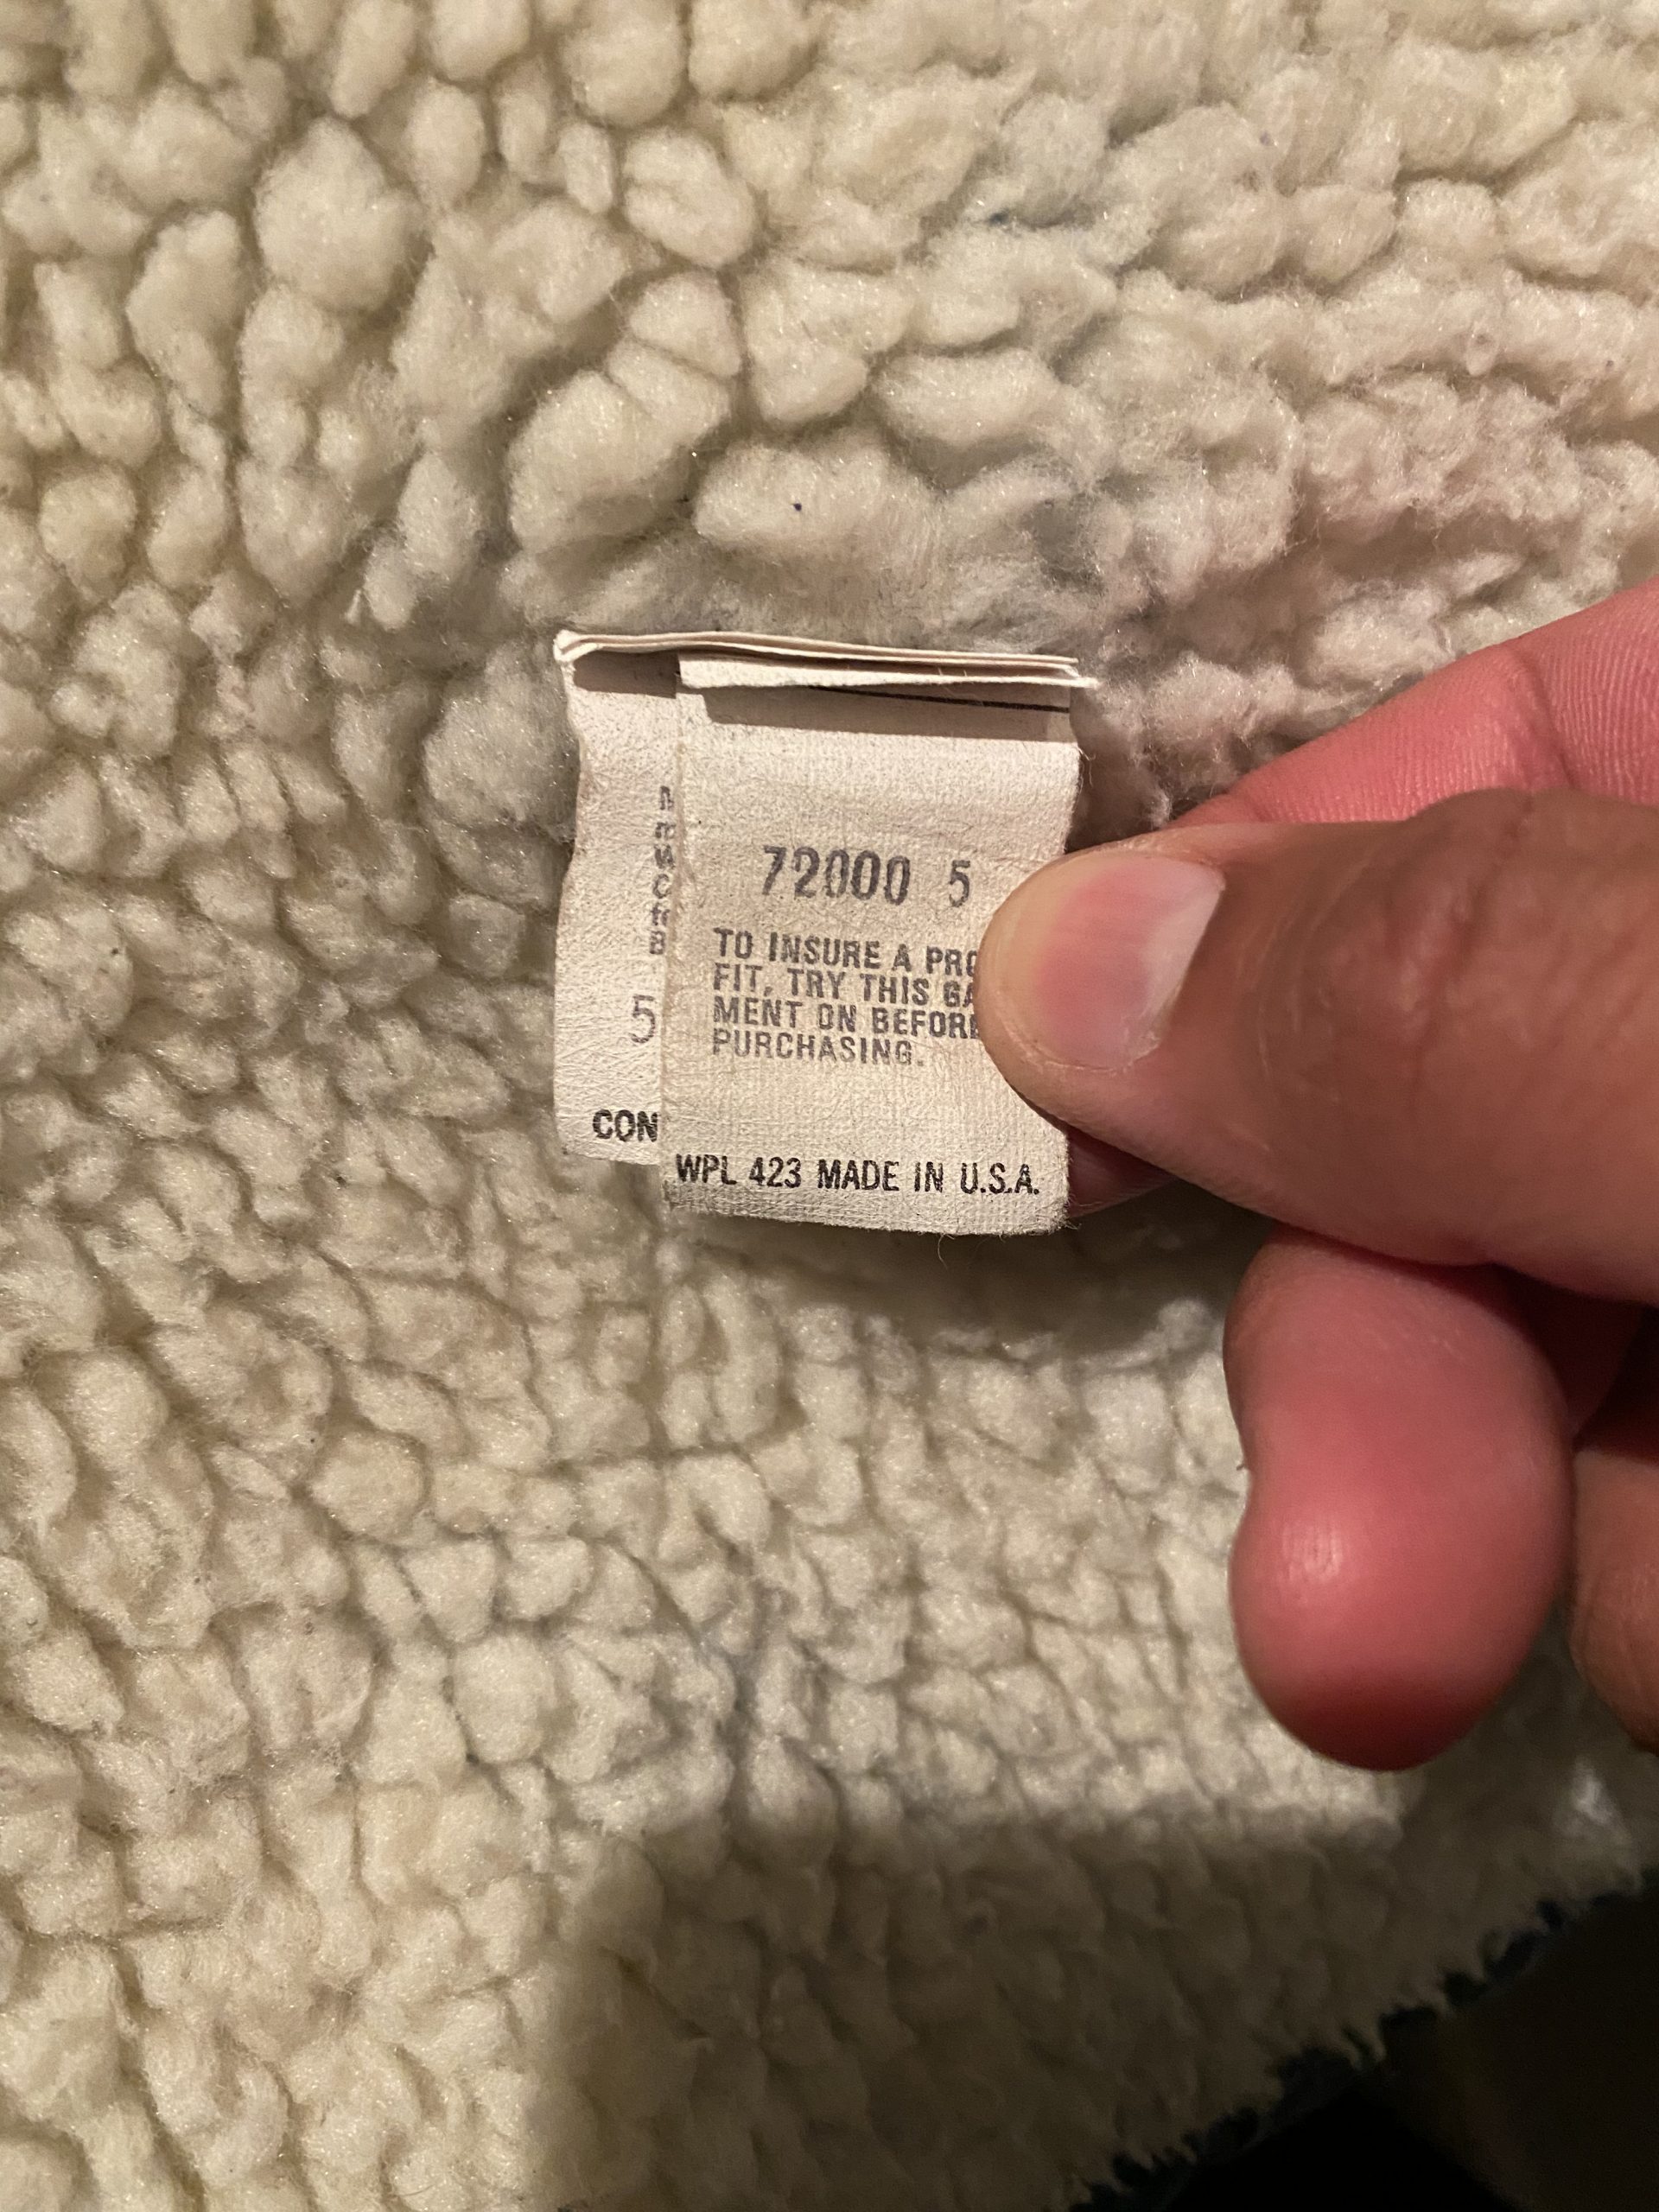 72000 5
TO INSURE A PRO
FIT, TRY THIS GA
MENT ON BEFORE
PURCHASING.
WPL 423 MADE IN U.S.A.
5
CON